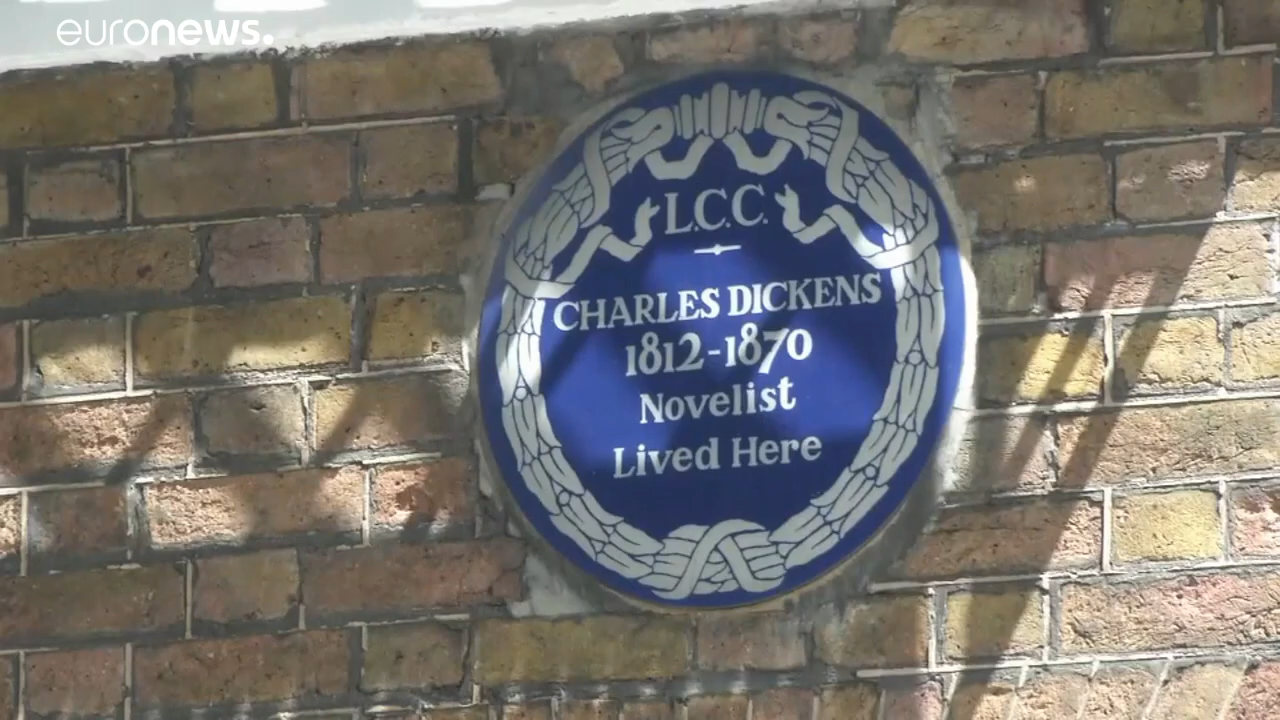 euronews.
L.C.C.
CHARLES DICKENS
1812-1870
Novelist
Lived Here